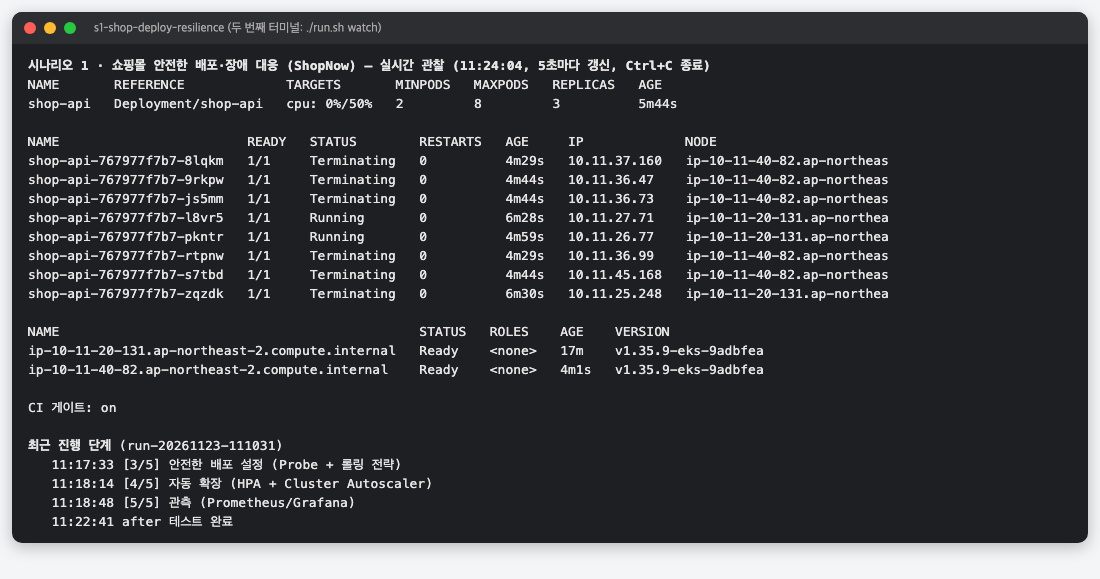 s1-shop-deploy-resilience (두 번째 터미널: ./run.sh watch)
시나리오 1 · 쇼핑몰 안전한 배포·장애 대응 (ShopNow) — 실시간 관찰 (11:24:04, 5초마다 갱신, Ctrl+C 종료)
NAME REFERENCE TARGETS MINPODS MAXPODS REPLICAS AGE
shop-api Deployment/shop-api cpu: 0%/50% 2 8 3 5m44s
NAME READY STATUS RESTARTS AGE IP NODE
shop-api-767977f7b7-8lqkm 1/1 Terminating 0 4m29s 10.11.37.160 ip-10-11-40-82.ap-northeas
shop-api-767977f7b7-9rkpw 1/1 Terminating 0 4m44s 10.11.36.47 ip-10-11-40-82.ap-northeas
shop-api-767977f7b7-js5mm 1/1 Terminating 0 4m44s 10.11.36.73 ip-10-11-40-82.ap-northeas
shop-api-767977f7b7-l8vr5 1/1 Running 0 6m28s 10.11.27.71 ip-10-11-20-131.ap-northea
shop-api-767977f7b7-pkntr 1/1 Running 0 4m59s 10.11.26.77 ip-10-11-20-131.ap-northea
shop-api-767977f7b7-rtpnw 1/1 Terminating 0 4m29s 10.11.36.99 ip-10-11-40-82.ap-northeas
shop-api-767977f7b7-s7tbd 1/1 Terminating 0 4m44s 10.11.45.168 ip-10-11-40-82.ap-northeas
shop-api-767977f7b7-zqzdk 1/1 Terminating 0 6m30s 10.11.25.248 ip-10-11-20-131.ap-northea
NAME STATUS ROLES AGE VERSION
ip-10-11-20-131.ap-northeast-2.compute.internal Ready <none> 17m v1.35.9-eks-9adbfea
ip-10-11-40-82.ap-northeast-2.compute.internal Ready <none> 4m1s v1.35.9-eks-9adbfea
CI 게이트: on
최근 진행 단계 (run-20261123-111031)
11:17:33 [3/5] 안전한 배포 설정 (Probe + 롤링 전략)
11:18:14 [4/5] 자동 확장 (HPA + Cluster Autoscaler)
11:18:48 [5/5] 관측 (Prometheus/Grafana)
11:22:41 after 테스트 완료